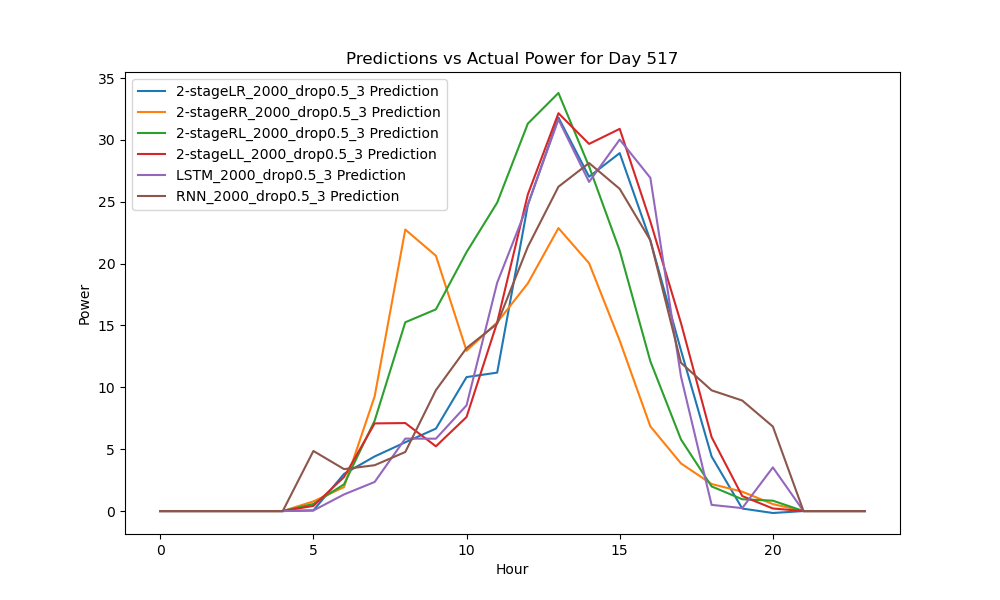 Predictions vs Actual Power for Day 517
2-stageLR_2000_drop0.5_3 Prediction
2-stageRR_2000_drop0.5_3 Prediction
2-stageRL_2000_drop0.5_3 Prediction
2-stageLL_2000_drop0.5_3 Prediction
LSTM_2000_drop0.5_3 Prediction
RNN_2000_drop0.5_3 Prediction
35
30
25
20
15
10
5
0
Power
0 5 10 15 20
Hour